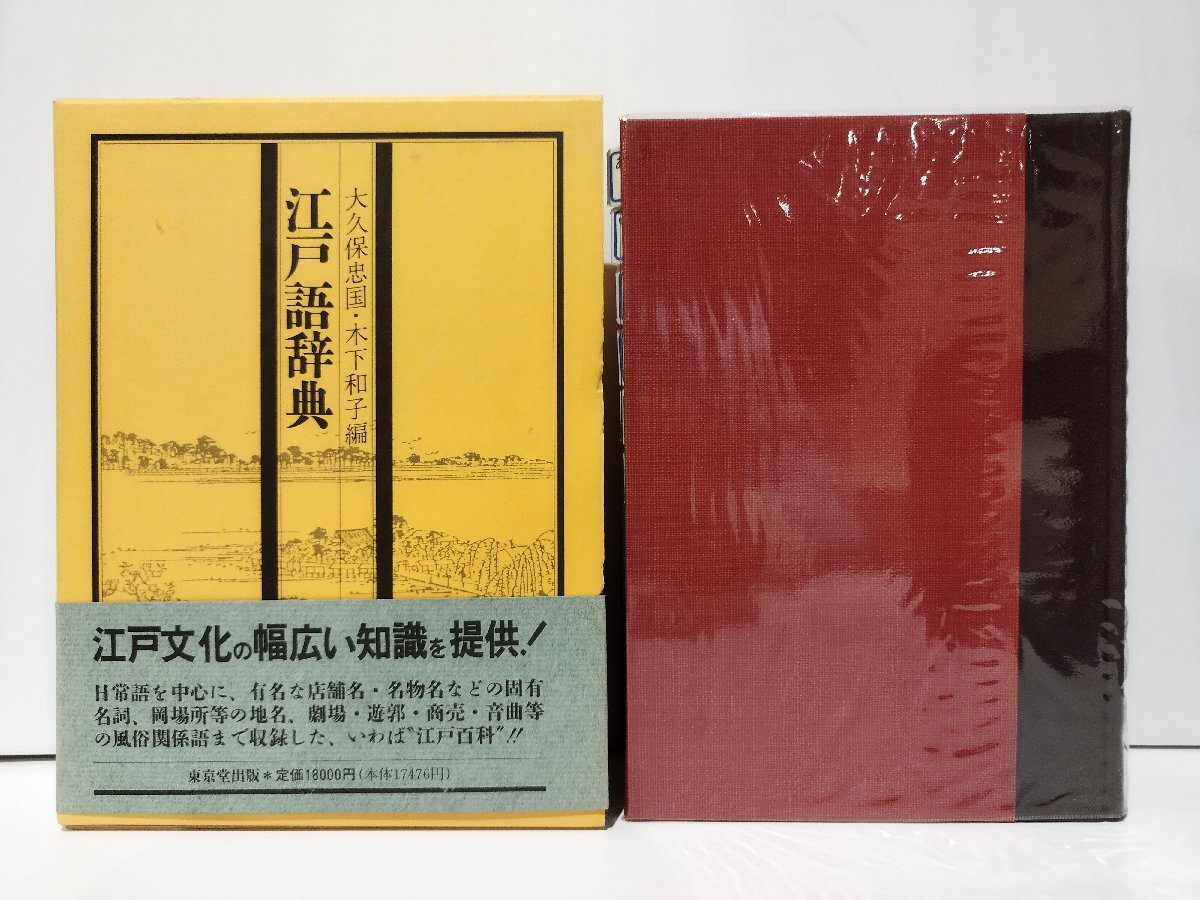 大久保忠国・木下和子編
江戸語辞典
江戸文化の幅広い知識を提供!
日常語を中心に、有名な店舗名・名物名などの固有
名詞、岡場所等の地名、劇場・遊郭・商売・音曲等
の風俗関係語まで収録した、いわば〝江戸百科〟!!
東京堂出版*定価18000円(本体17476円)